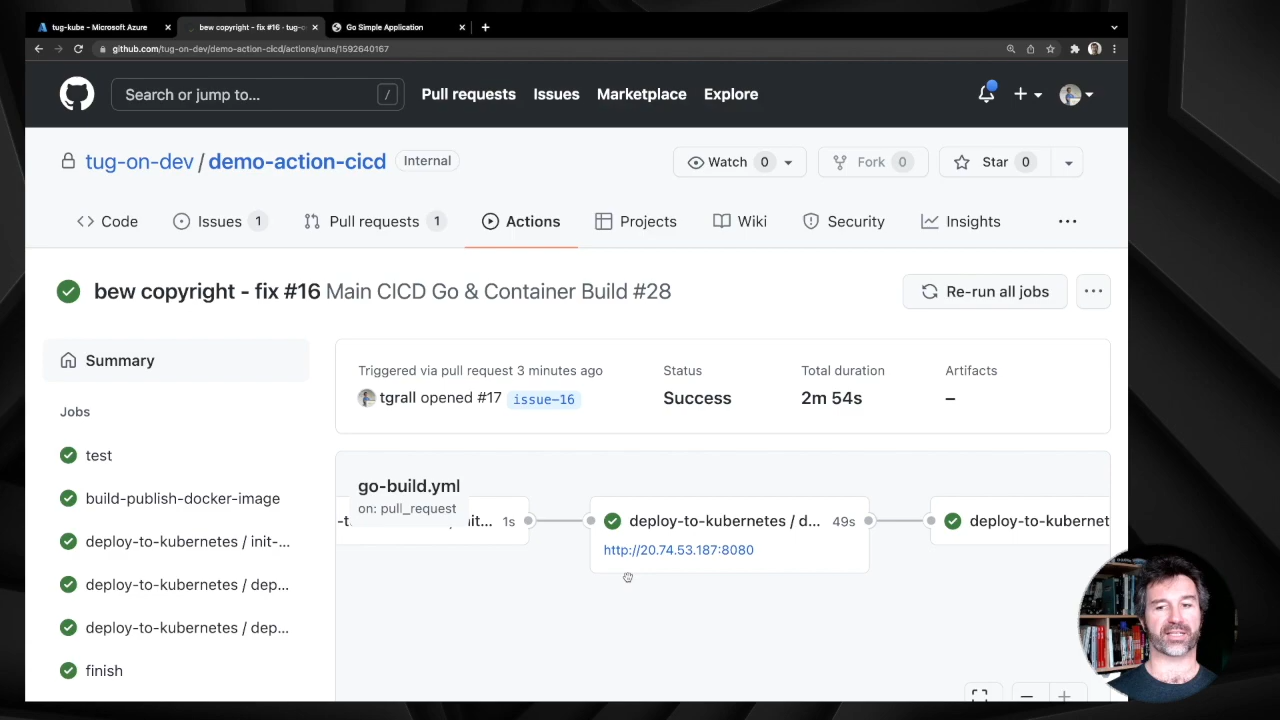 tug-kube - Microsoft Azure
bew copyright - fix #16 · tug-o
Go Simple Application
github.com/tug-on-dev/demo-action-cicd/actions/runs/1592640167
Search or jump to... /
Pull requests Issues Marketplace Explore
tug-on-dev / demo-action-cicd Internal
Watch 0 Fork 0 Star 0
Code Issues 1 Pull requests 1 Actions Projects Wiki Security Insights ...
bew copyright - fix #16 Main CICD Go & Container Build #28
Re-run all jobs ...
Summary
Jobs
test
build-publish-docker-image
deploy-to-kubernetes / init-...
deploy-to-kubernetes / dep...
deploy-to-kubernetes / dep...
finish
Triggered via pull request 3 minutes ago
tgrall opened #17 issue-16
Status
Success
Total duration
2m 54s
Artifacts
–
go-build.yml
on: pull_request
1s
deploy-to-kubernetes / d... 49s
http://20.74.53.187:8080
deploy-to-kubernet